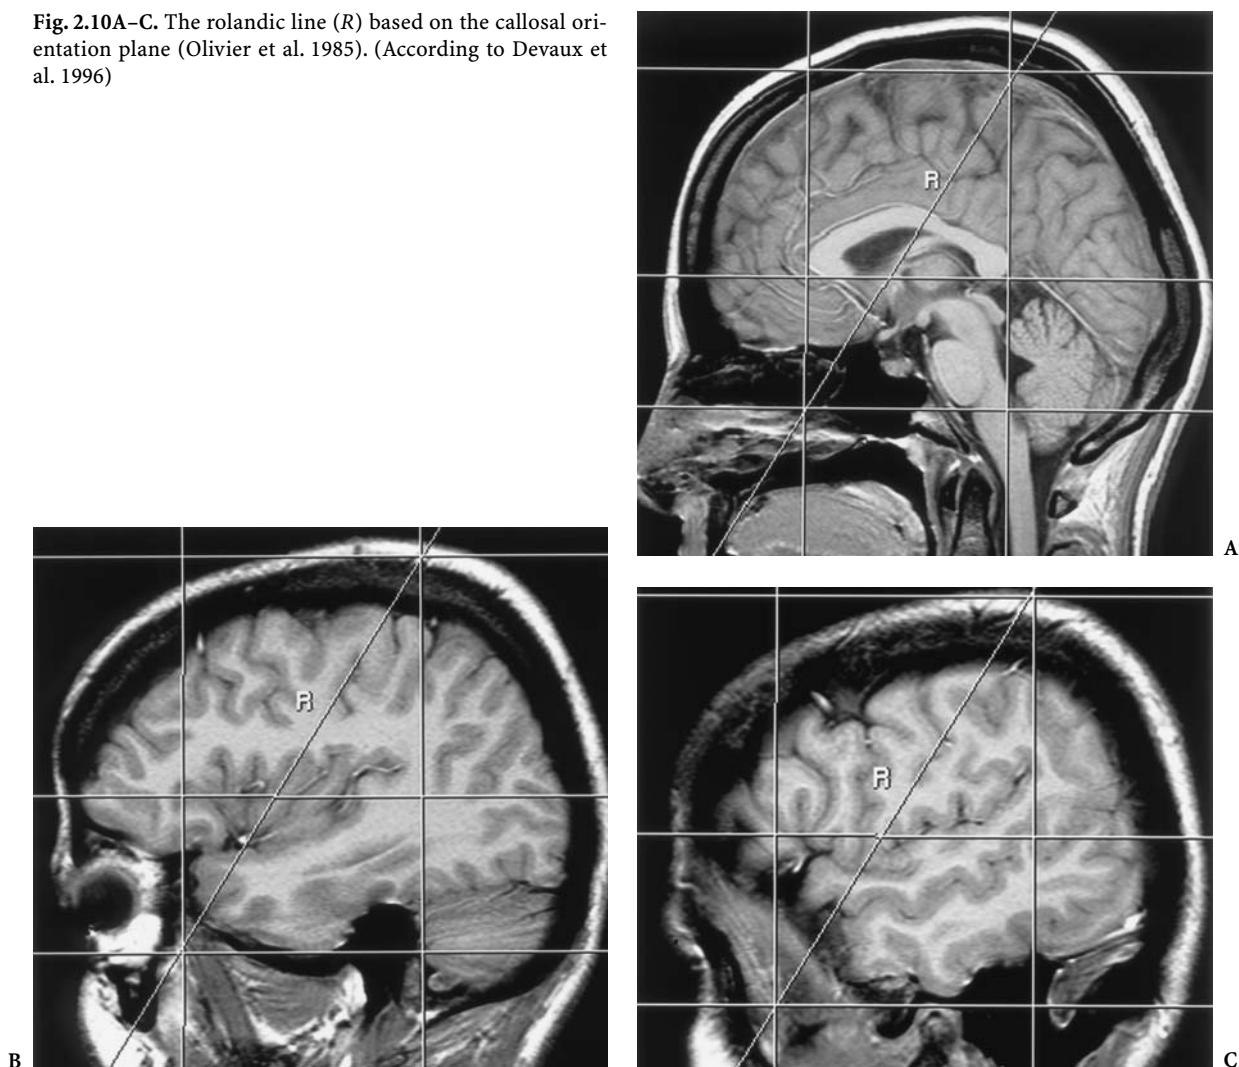 Fig. 2.10A–C. The rolandic line (R) based on the callosal ori-
entation plane (Olivier et al. 1985). (According to Devaux et
al. 1996)
R
A
R
B
R
C